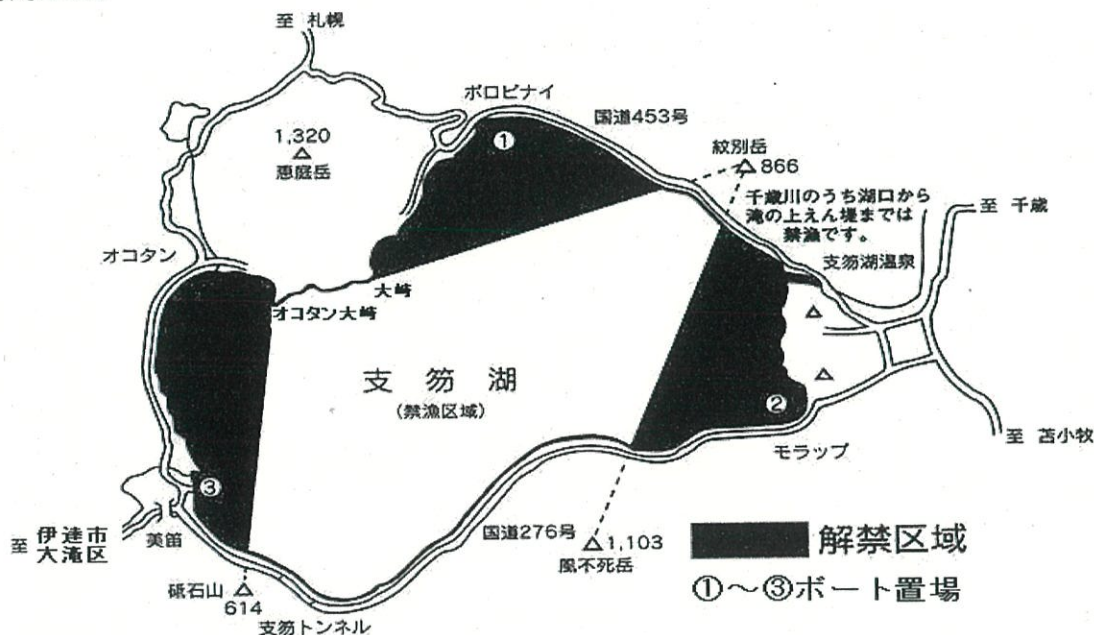 至 札幌
ポロピナイ
国道453号
①
1,320
恵庭岳
紋別岳
866
千歳川のうち湖口から
滝の上えん堤までは
禁漁です。
至 千歳
オコタン
支笏湖温泉
大崎
オコタン大崎
支笏湖
(禁漁区域)
②
至 苫小牧
モラップ
③
国道276号
至 伊達市
大滝区
美笛
1,103
風不死岳
解禁区域
砥石山
614
①～③ボート置場
支笏トンネル